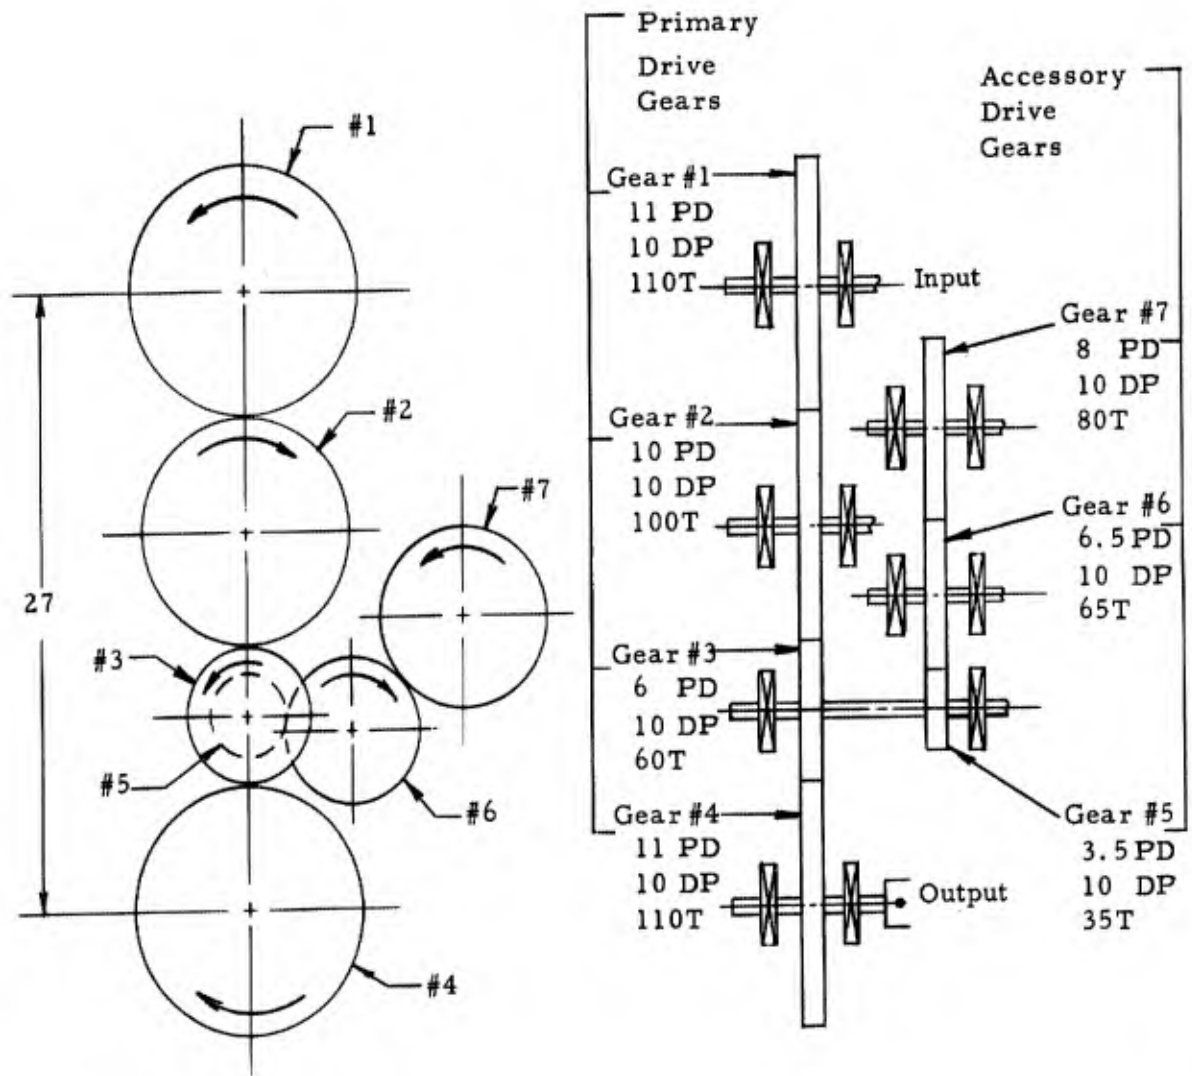 #1
#2
#7
27
#3
#5
#6
#4
Primary
Drive
Gears
Gear #1
11 PD
10 DP
110T
Input
Gear #2
10 PD
10 DP
100T
Gear #3
6 PD
10 DP
60T
Gear #4
11 PD
10 DP
110T
Output
Accessory
Drive
Gears
Gear #7
8 PD
10 DP
80T
Gear #6
6.5 PD
10 DP
65T
Gear #5
3.5 PD
10 DP
35T